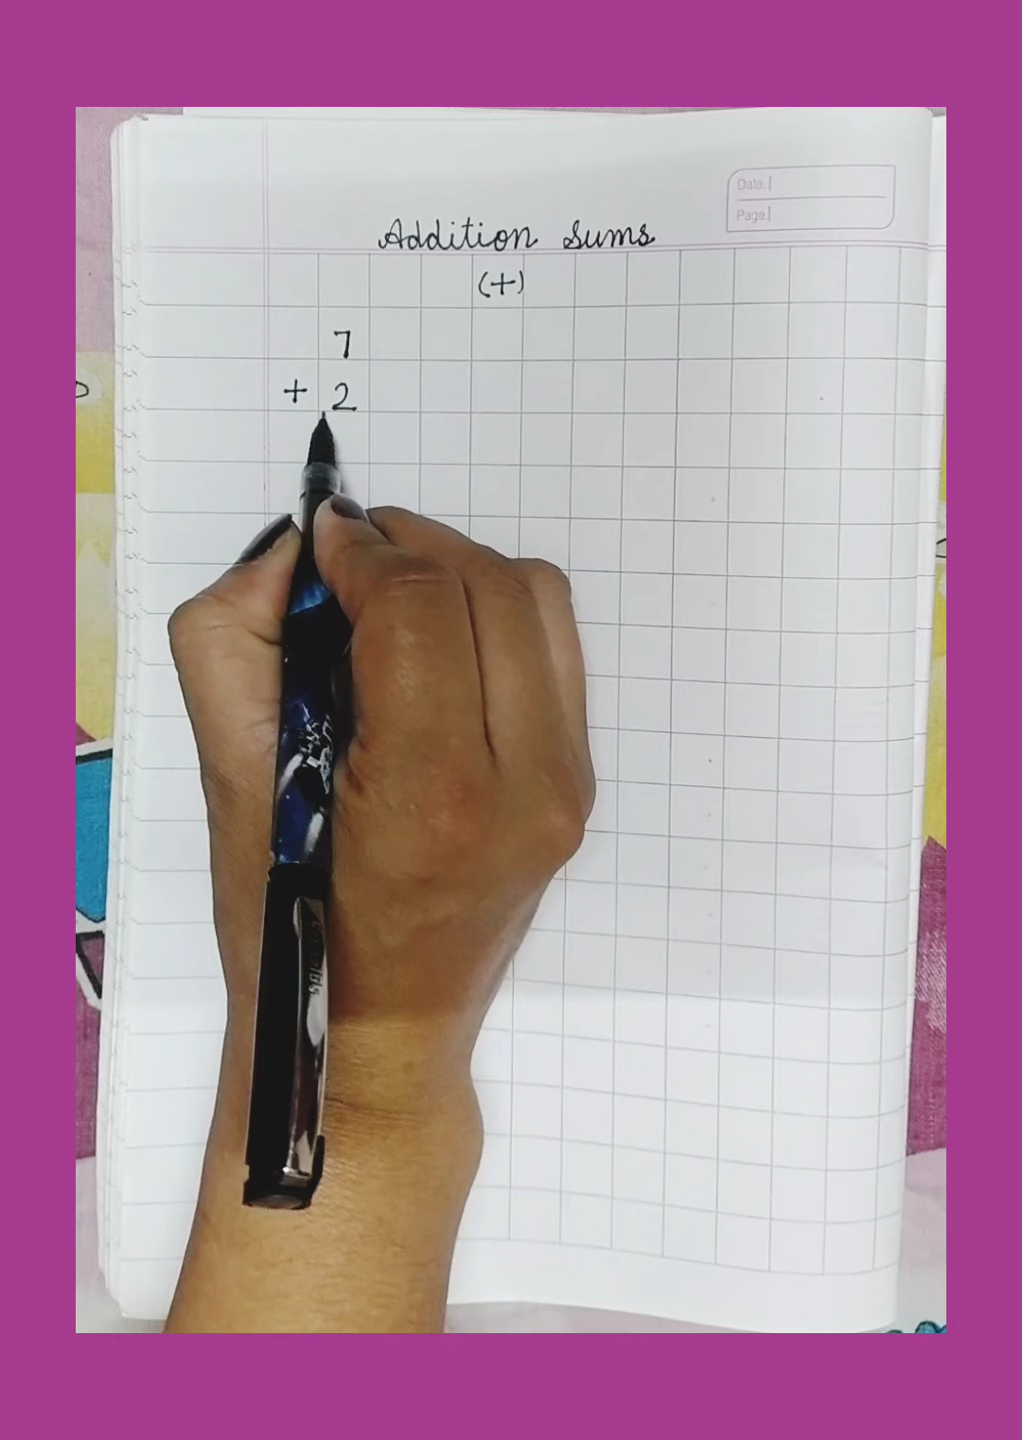 Date.
Page
Addition Sums
(+)
7
+ 2